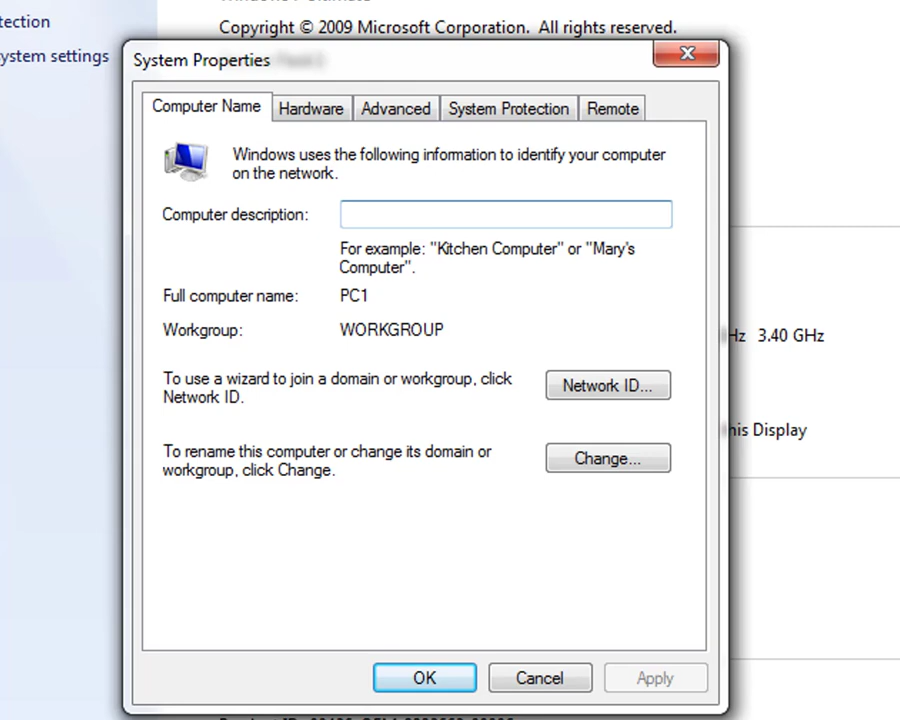 tection
Copyright © 2009 Microsoft Corporation. All rights reserved.
ystem settings
System Properties
Computer Name Hardware Advanced System Protection Remote
Windows uses the following information to identify your computer
on the network.
Computer description:
For example: "Kitchen Computer" or "Mary's
Computer".
Full computer name: PC1
Workgroup: WORKGROUP
Hz 3.40 GHz
To use a wizard to join a domain or workgroup, click
Network ID.
Network ID...
his Display
To rename this computer or change its domain or
workgroup, click Change.
Change...
OK Cancel Apply